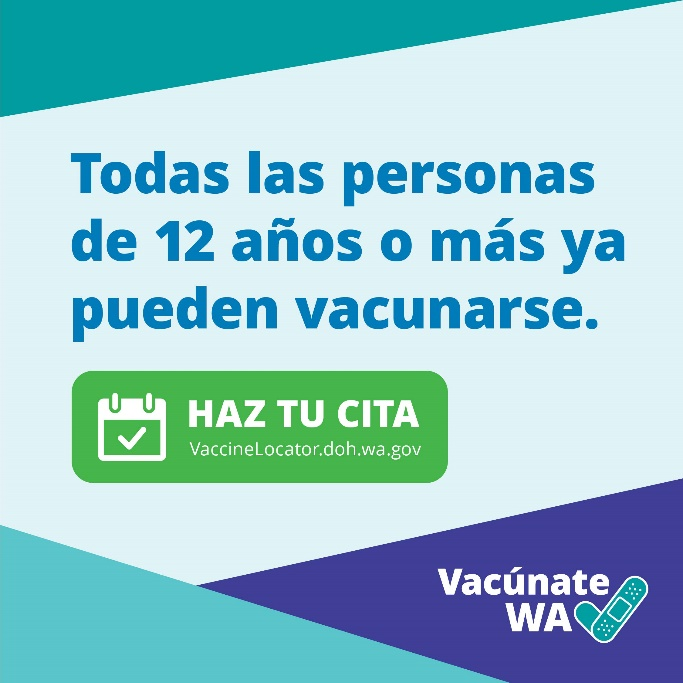 Todas las personas
de 12 años o más ya
pueden vacunarse.
HAZ TU CITA
VaccineLocator.doh.wa.gov
Vacúnate
WA